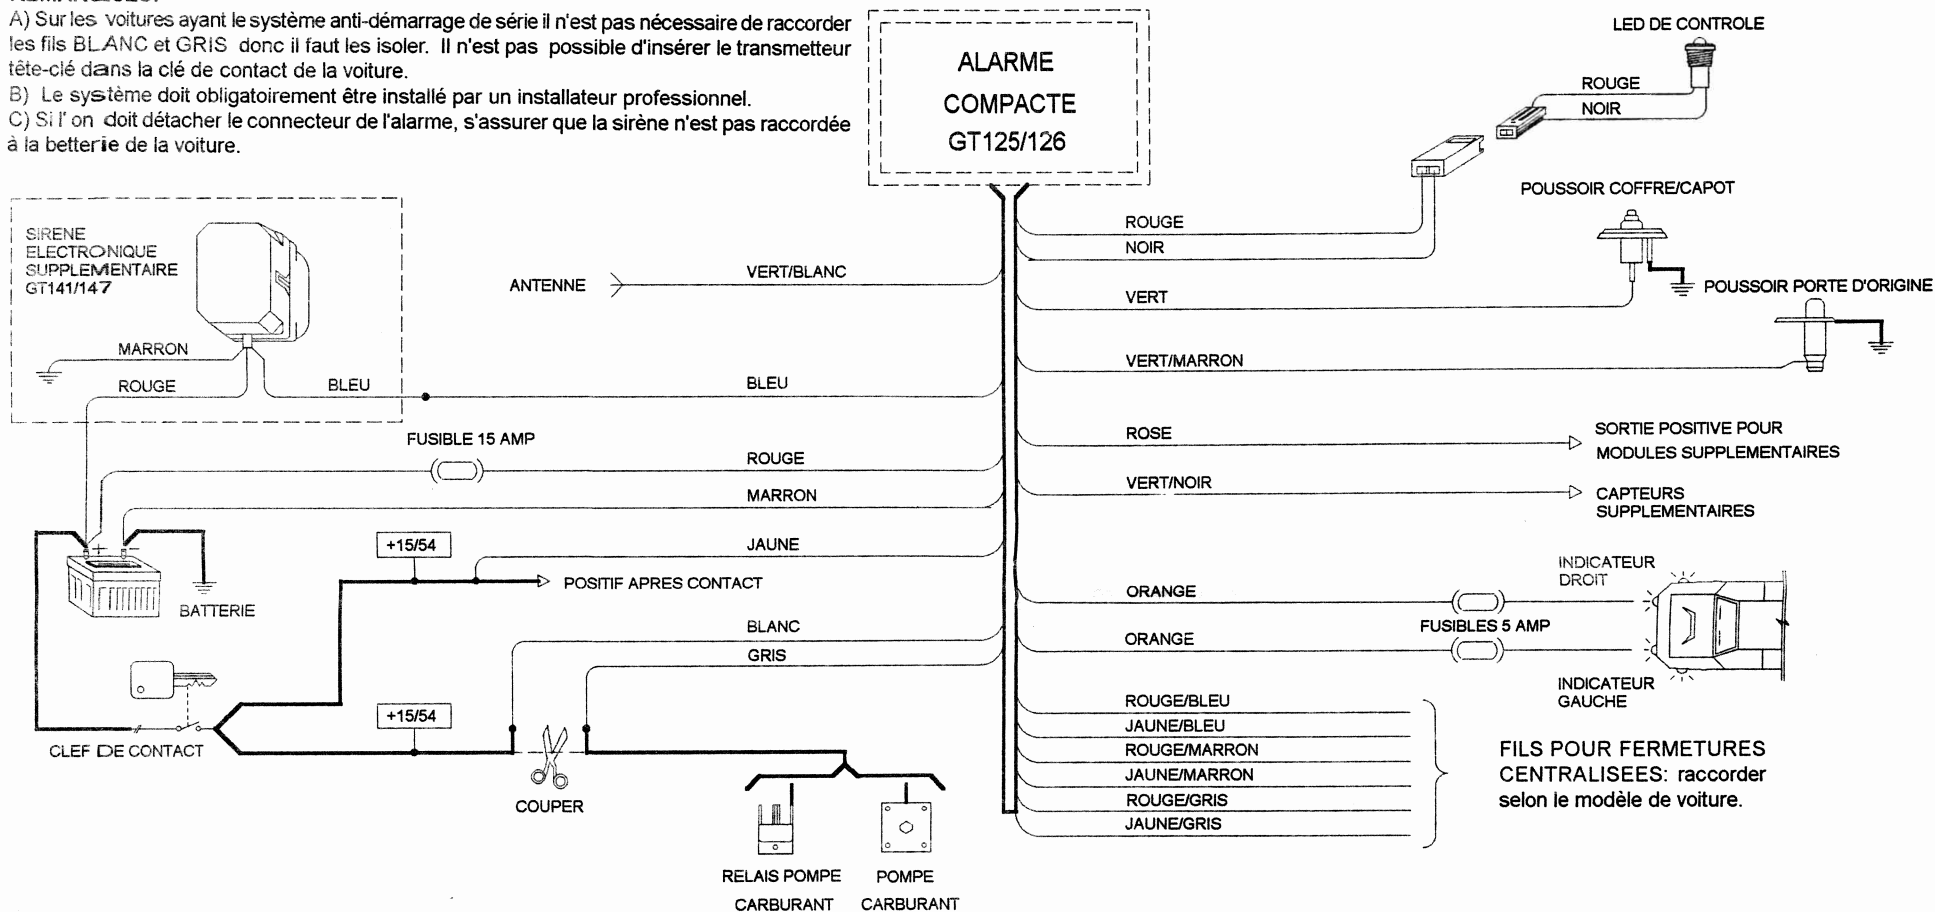 A) Sur les voitures ayant le système anti-démarrage de série il n'est pas nécessaire de raccorder
les fils BLANC et GRIS donc il faut les isoler. Il n'est pas possible d'insérer le transmetteur
tête-clé dans la clé de contact de la voiture.
B) Le système doit obligatoirement être installé par un installateur professionnel.
C) Si l'on doit détacher le connecteur de l'alarme, s'assurer que la sirène n'est pas raccordée
à la betterie de la voiture.
ALARME
COMPACTE
GT125/126
LED DE CONTROLE
ROUGE
NOIR
POUSSOIR COFFRE/CAPOT
SIRENE
ELECTRONIQUE
SUPPLEMENTAIRE
GT141/147
MARRON
ROUGE
BLEU
ANTENNE
VERT/BLANC
BLEU
ROUGE
NOIR
VERT
POUSSOIR PORTE D'ORIGINE
VERT/MARRON
FUSIBLE 15 AMP
ROUGE
MARRON
ROSE
SORTIE POSITIVE POUR
MODULES SUPPLEMENTAIRES
VERT/NOIR
CAPTEURS
SUPPLEMENTAIRES
+ -
BATTERIE
+15/54
JAUNE
POSITIF APRES CONTACT
BLANC
GRIS
ORANGE
ORANGE
FUSIBLES 5 AMP
INDICATEUR
DROIT
INDICATEUR
GAUCHE
CLEF DE CONTACT
+15/54
COUPER
RELAIS POMPE
CARBURANT
POMPE
CARBURANT
ROUGE/BLEU
JAUNE/BLEU
ROUGE/MARRON
JAUNE/MARRON
ROUGE/GRIS
JAUNE/GRIS
FILS POUR FERMETURES
CENTRALISEES: raccorder
selon le modèle de voiture.